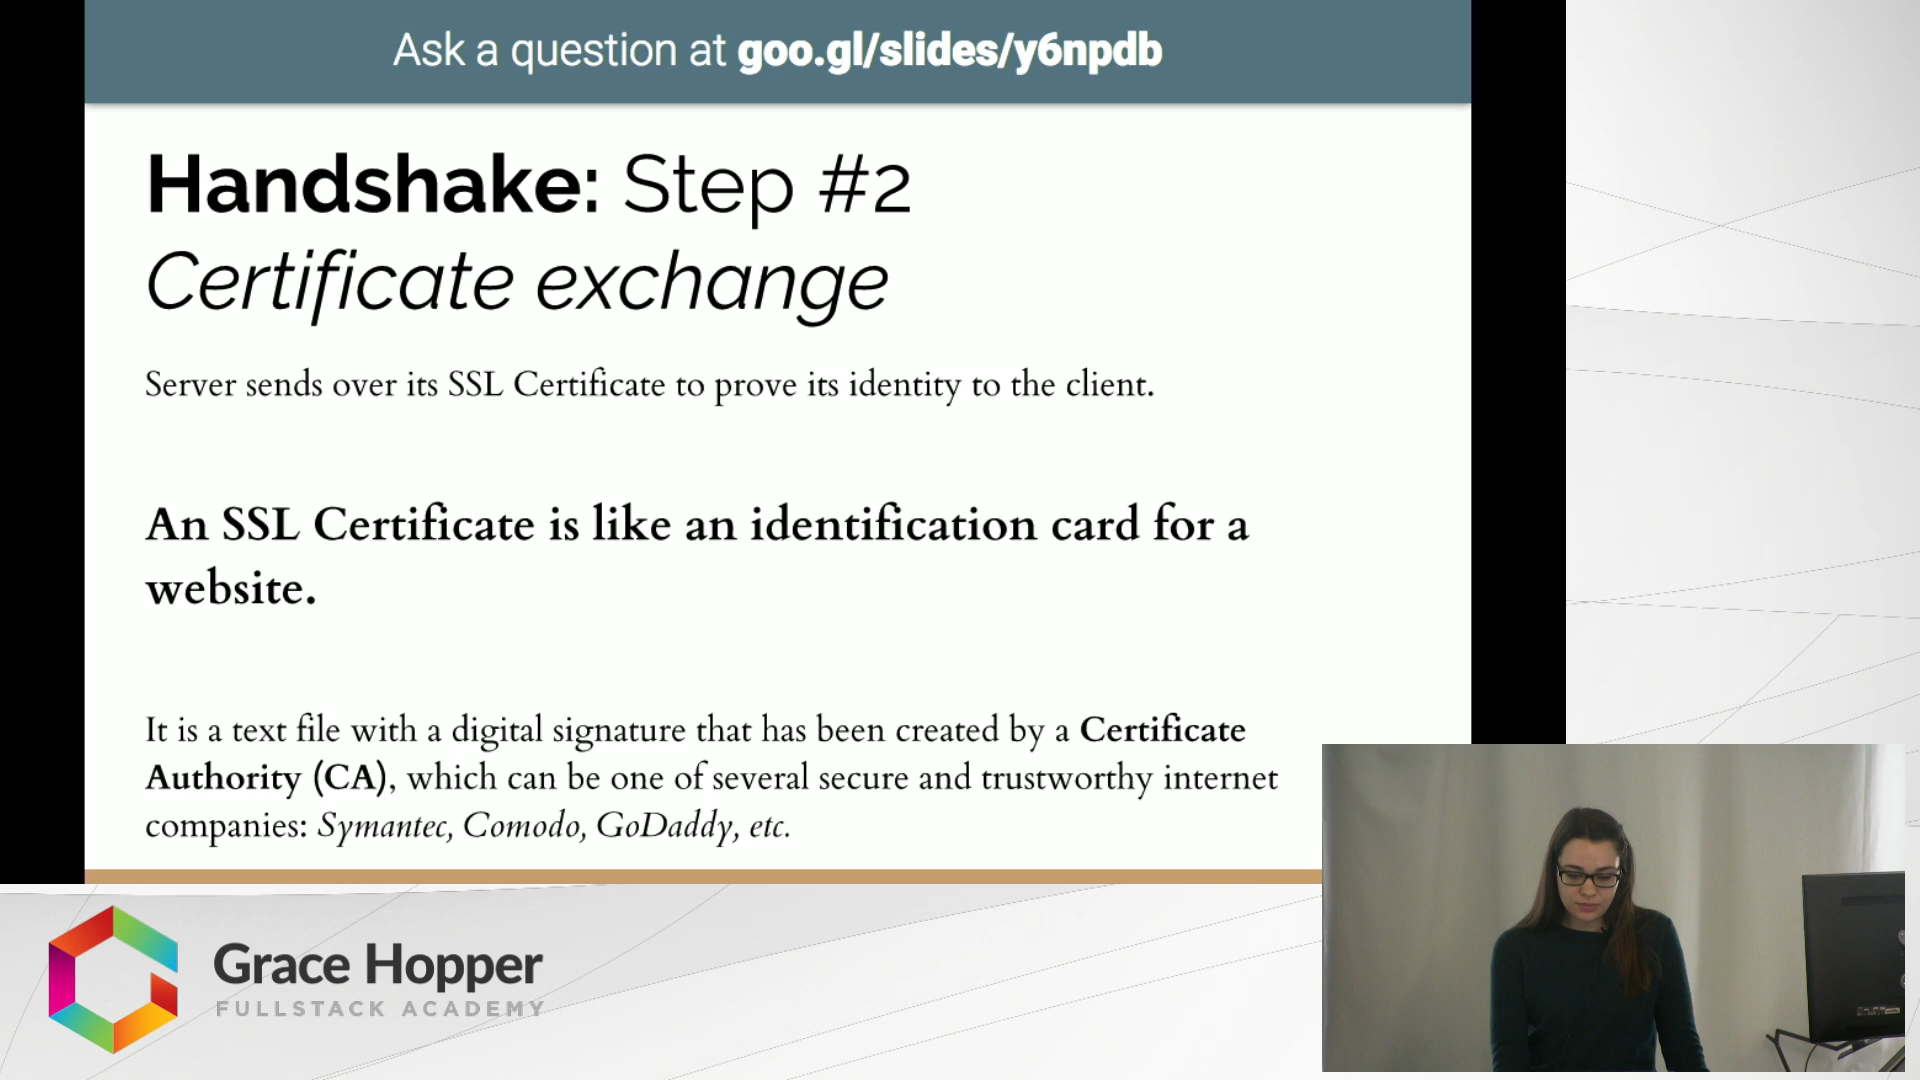 Ask a question at goo.gl/slides/y6npdb
Handshake: Step #2
Certificate exchange
Server sends over its SSL Certificate to prove its identity to the client.
An SSL Certificate is like an identification card for a
website.
It is a text file with a digital signature that has been created by a Certificate
Authority (CA), which can be one of several secure and trustworthy internet
companies: Symantec, Comodo, GoDaddy, etc.
Grace Hopper
FULLSTACK ACADEMY